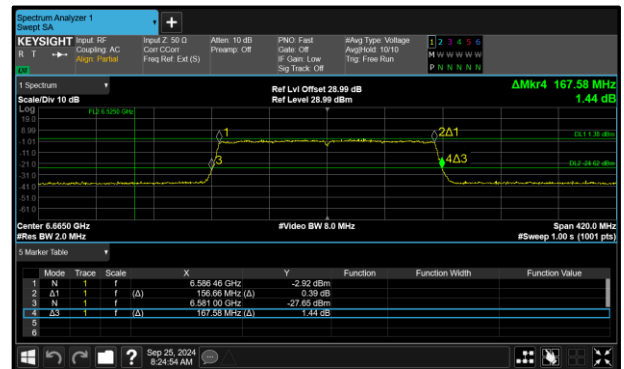 Spectrum Analyzer 1
Swept SA
KEYSIGHT Input: RF Input Z: 50 Ω Atten: 10 dB PNO: Fast #Avg Type: Voltage 1 2 3 4 5 6
R T Coupling: AC Corr CCorr Preamp: Off Gate: Off Avg|Hold: 10/10 M W W W W W
Align: Partial Freq Ref: Ext (S) IF Gain: Low Trig: Free Run P N N N N N
LW Sig Track: Off
1 Spectrum Ref Lvl Offset 28.99 dB ΔMkr4 167.58 MHz
Scale/Div 10 dB Ref Level 28.99 dBm 1.44 dB
Log
19.0
8.99
-1.01
-11.0
-21.0
-31.0
-41.0
-51.0
-61.0
1
2Δ1
DL1 1.38 dBm
3
4Δ3
DL2 -24.62 dBm
Center 6.6650 GHz #Video BW 8.0 MHz Span 420.0 MHz
#Res BW 2.0 MHz #Sweep 1.00 s (1001 pts)
5 Marker Table
Mode Trace Scale X Y Function Function Width Function Value
1 N 1 f 6.586 46 GHz -2.92 dBm
2 Δ1 1 f (Δ) 156.66 MHz (Δ) 0.39 dB
3 N 1 f 6.581 00 GHz -27.65 dBm
4 Δ3 1 f (Δ) 167.58 MHz (Δ) 1.44 dB
5
6
? Sep 25, 2024
8:24:54 AM